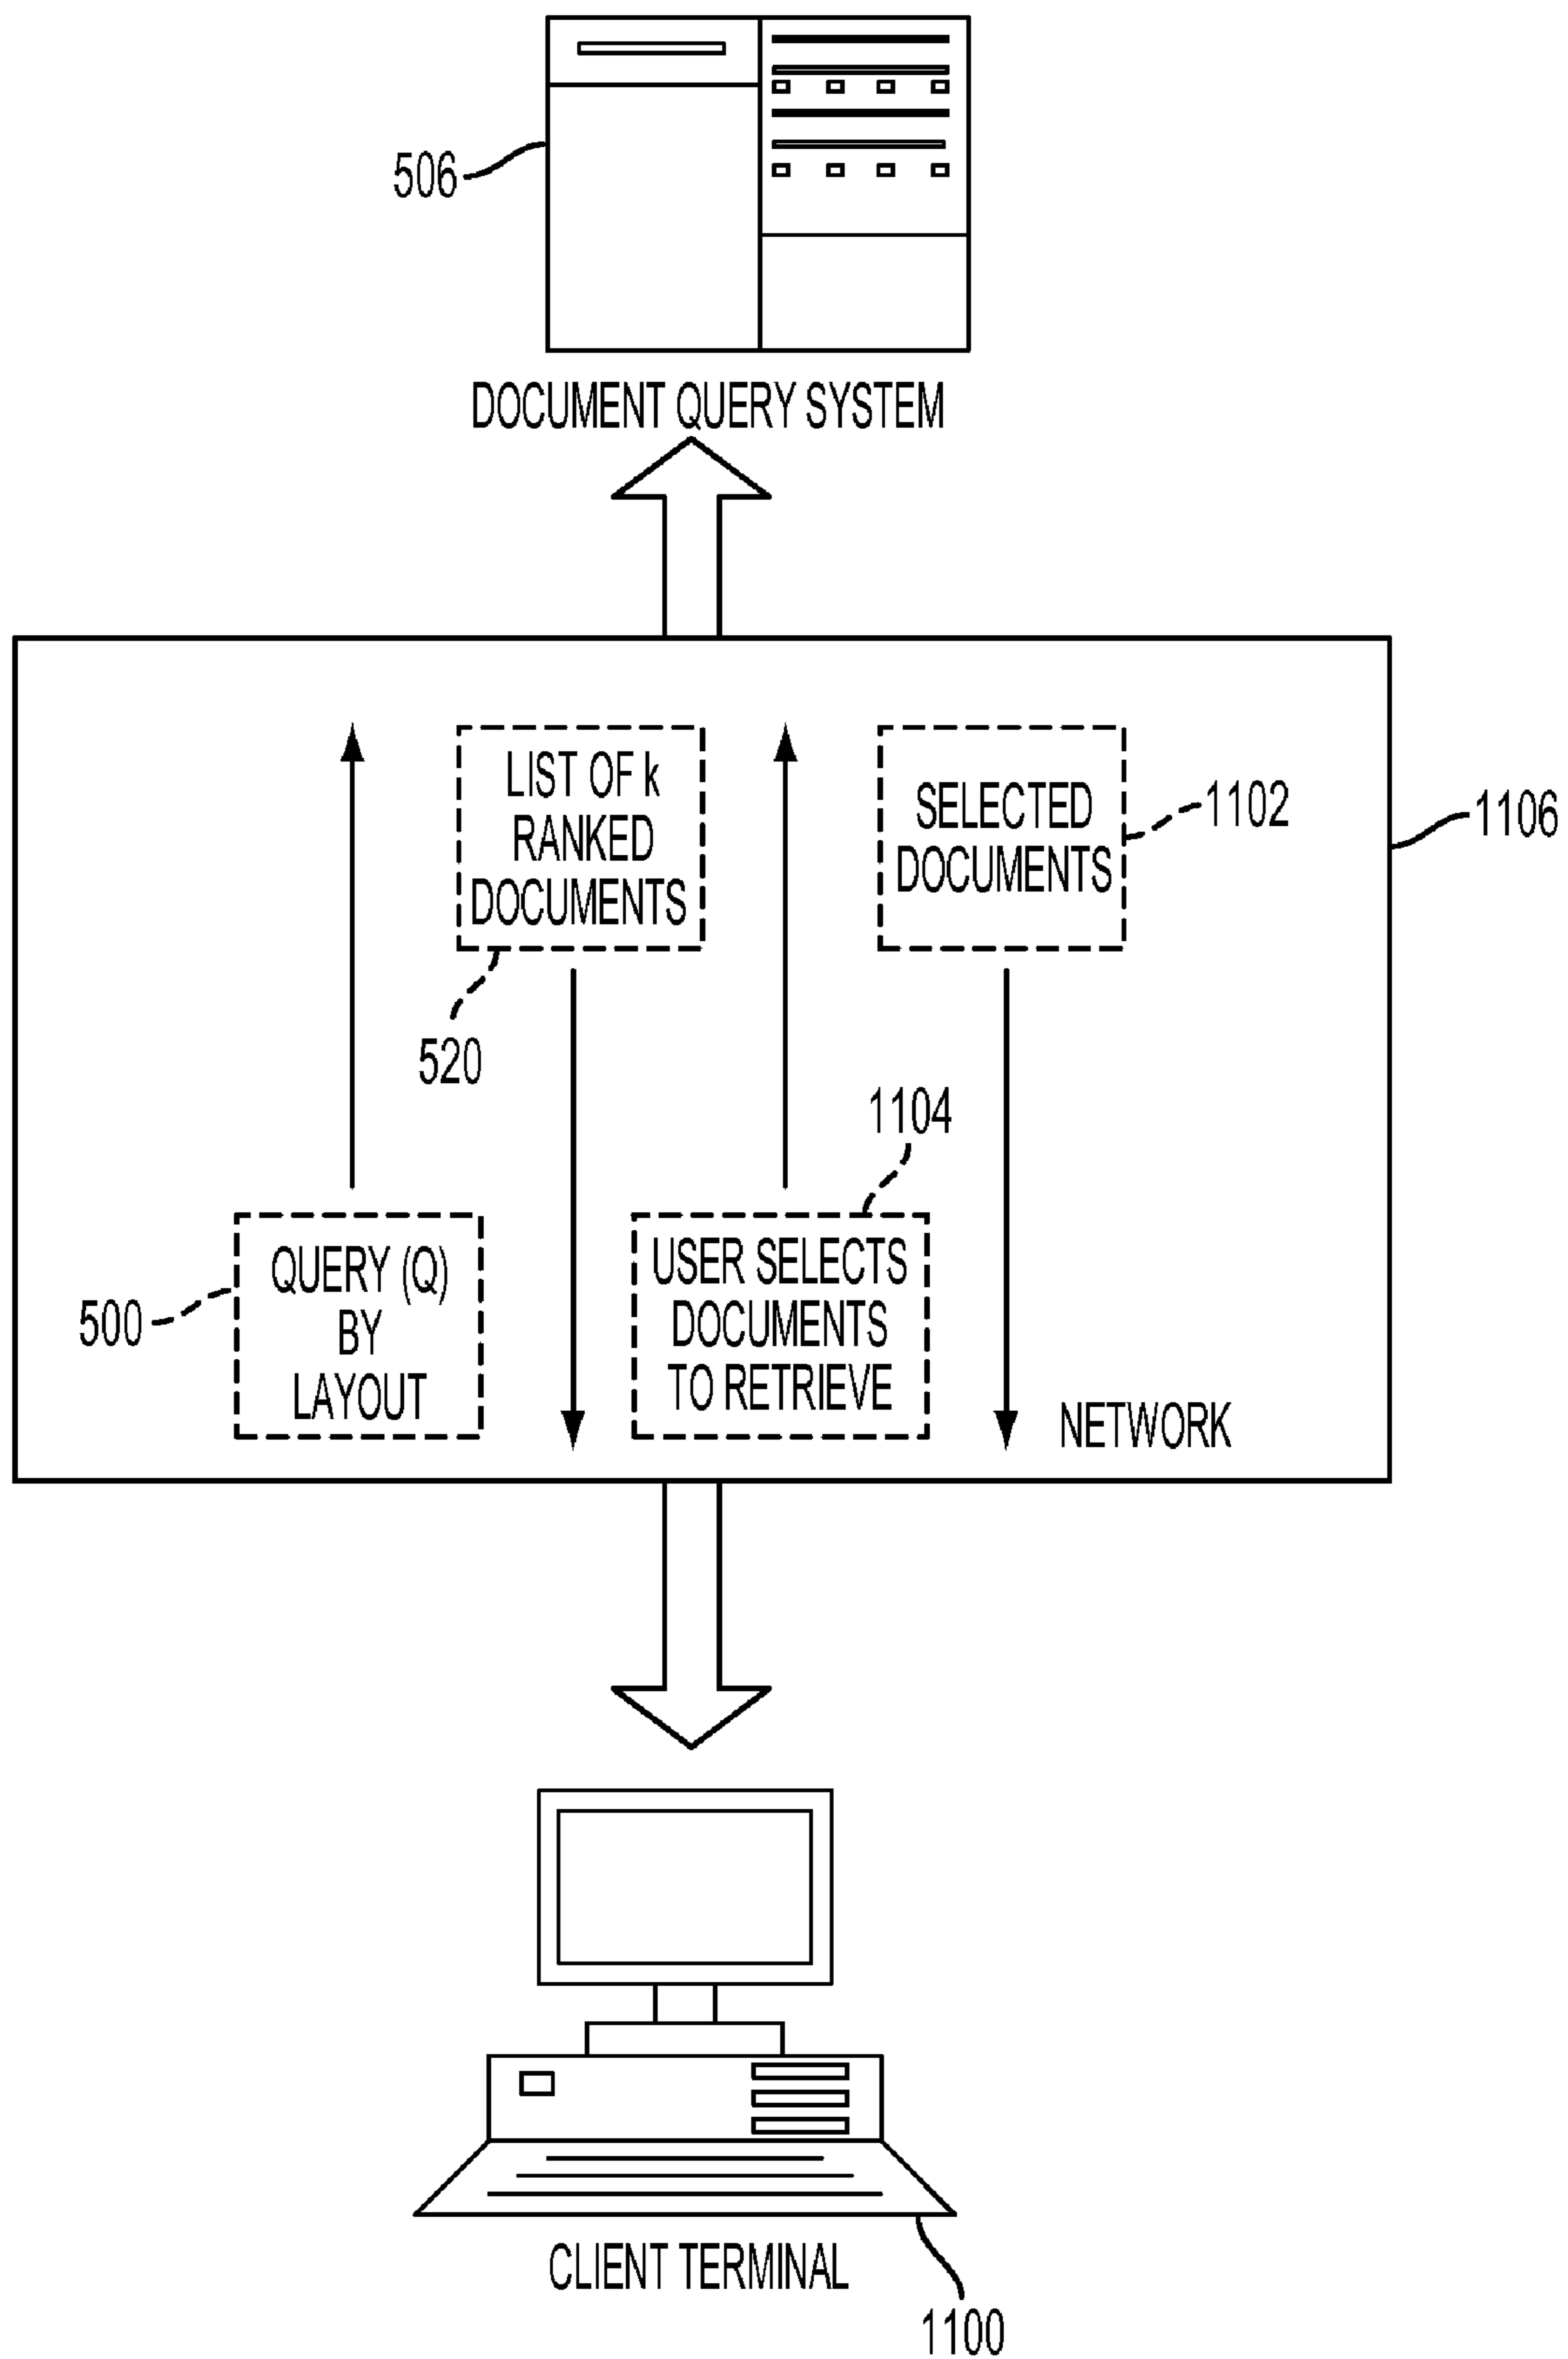 506
DOCUMENT QUERY SYSTEM
LIST OF k
RANKED
DOCUMENTS
520
SELECTED
DOCUMENTS
1102
1106
1104
500
QUERY (Q)
BY
LAYOUT
USER SELECTS
DOCUMENTS
TO RETRIEVE
NETWORK
CLIENT TERMINAL
1100